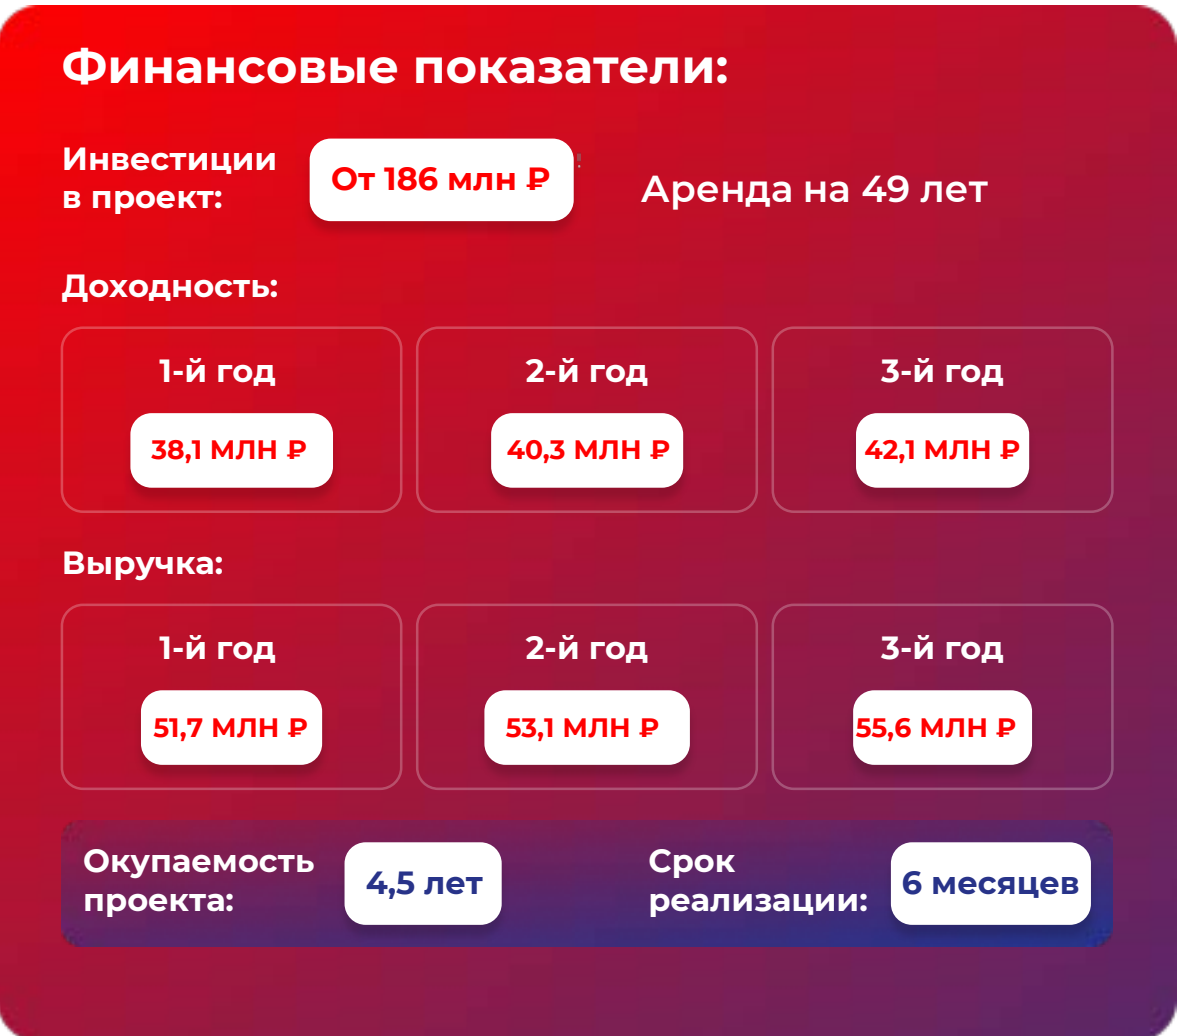 Финансовые показатели:
Инвестиции
в проект:
От 186 млн ₽
Аренда на 49 лет
Доходность:
1-й год
2-й год
3-й год
38,1 МЛН ₽
40,3 МЛН ₽
42,1 МЛН ₽
Выручка:
1-й год
2-й год
3-й год
51,7 МЛН ₽
53,1 МЛН ₽
55,6 МЛН ₽
Окупаемость
проекта:
4,5 лет
Срок
реализации:
6 месяцев